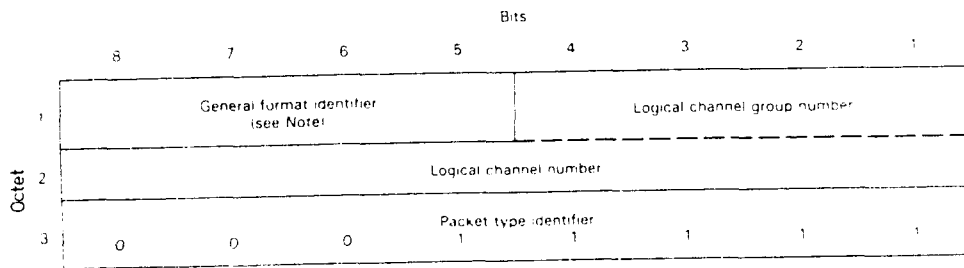 Bits
8 7 6 5 4 3 2 1
Octet
1 General format identifier Logical channel group number
(see Note)
2 Logical channel number
Packet type identifier
3 0 0 0 1 1 1 1 1